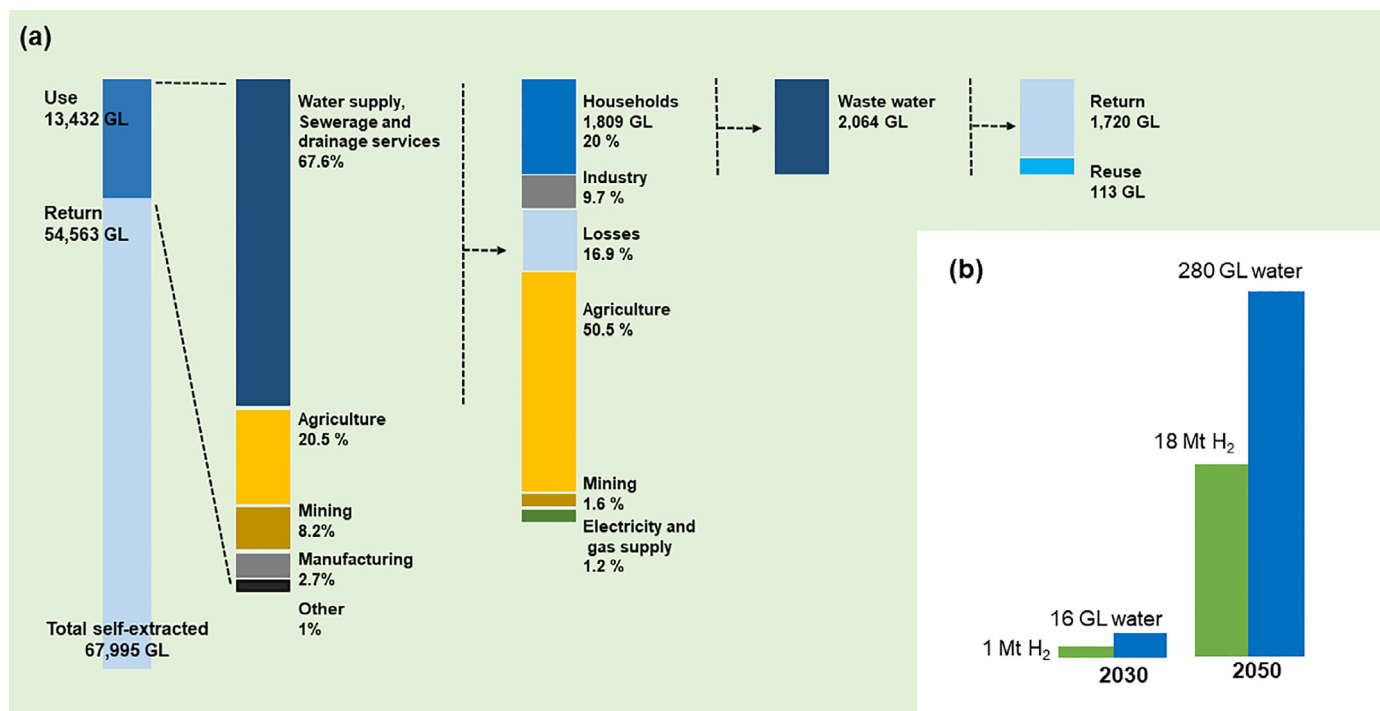 (a)
Use
13,432 GL
Return
54,563 GL
Total self-extracted
67,995 GL
Water supply,
Sewerage and
drainage services
67.6%
Agriculture
20.5 %
Mining
8.2%
Manufacturing
2.7%
Other
1%
Households
1,809 GL
20 %
Industry
9.7 %
Losses
16.9 %
Agriculture
50.5 %
Mining
1.6 %
Electricity and
gas supply
1.2 %
Waste water
2,064 GL
Return
1,720 GL
Reuse
113 GL
(b)
280 GL water
18 Mt H₂
16 GL water
1 Mt H₂
2030
2050